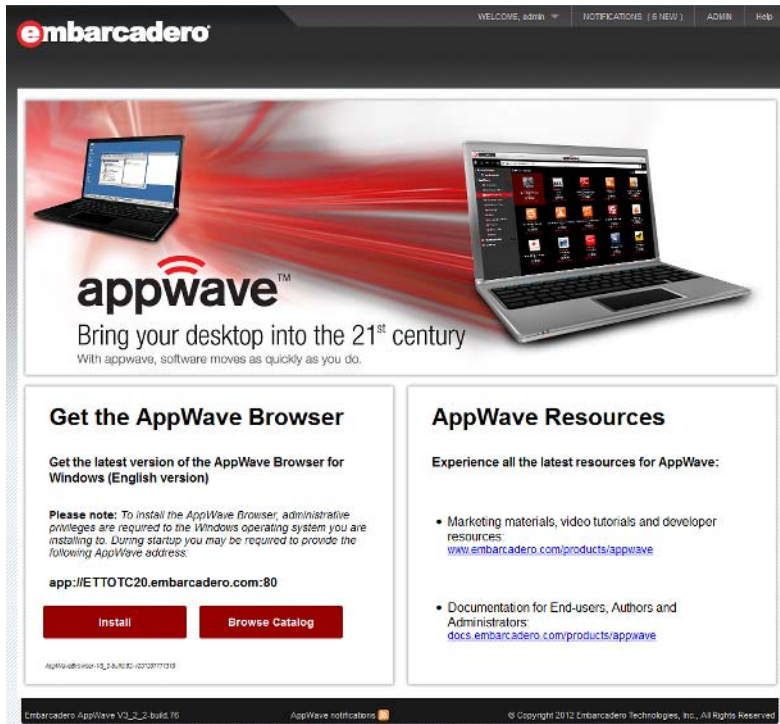 WELCOME, admin
NOTIFICATIONS ( 6 NEW )
ADMIN
Help
embarcadero
appwave™
Bring your desktop into the 21st century
With appwave, software moves as quickly as you do.
Get the AppWave Browser
Get the latest version of the AppWave Browser for
Windows (English version)
Please note: To install the AppWave Browser, administrative
privileges are required to the Windows operating system you are
installing to. During startup you may be required to provide the
following AppWave address:
app://ETTOTC20.embarcadero.com:80
Install
Browse Catalog
AppWave Resources
Experience all the latest resources for AppWave:
• Marketing materials, video tutorials and developer
resources:
www.embarcadero.com/products/appwave
• Documentation for End-users, Authors and
Administrators:
docs.embarcadero.com/products/appwave
Embarcadero AppWave V3_2_2-build.76
AppWave notifications
© Copyright 2012 Embarcadero Technologies, Inc., All Rights Reserved